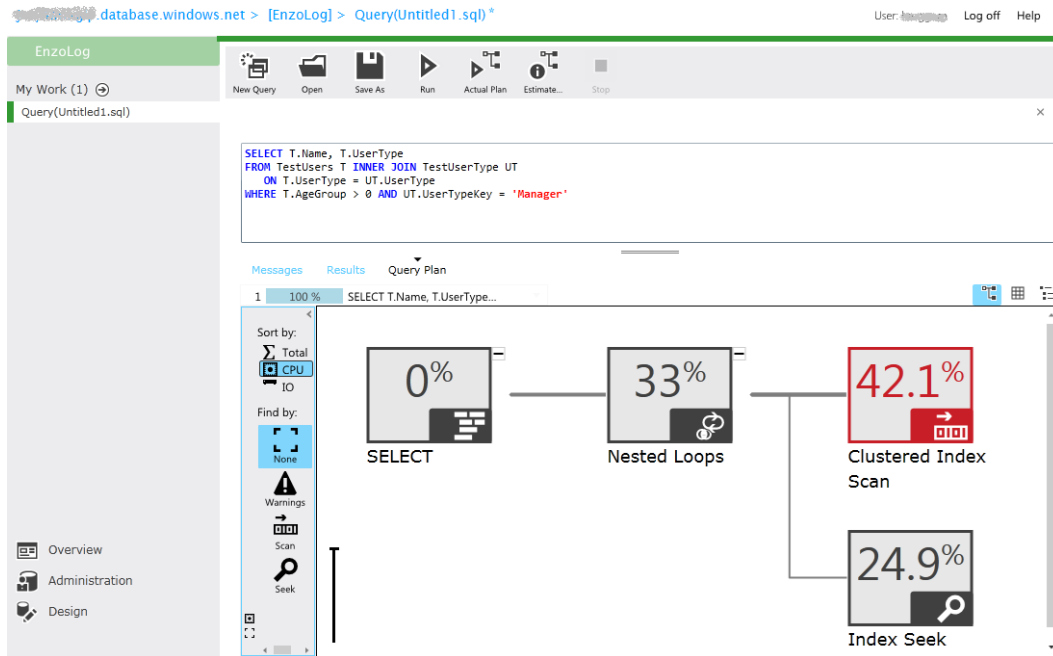 .database.windows.net > [EnzoLog] > Query(Untitled1.sql) *
User: Log off Help
EnzoLog
My Work (1)
Query(Untitled1.sql)
New Query Open Save As Run Actual Plan Estimate... Stop
SELECT T.Name, T.UserType
FROM TestUsers T INNER JOIN TestUserType UT
ON T.UserType = UT.UserType
WHERE T.AgeGroup > 0 AND UT.UserTypeKey = 'Manager'
Messages Results Query Plan
1 100 % SELECT T.Name, T.UserType...
Sort by:
Total
CPU
IO
Find by:
None
Warnings
Scan
Seek
0%
SELECT
33%
Nested Loops
42.1%
Clustered Index
Scan
24.9%
Index Seek
Overview
Administration
Design